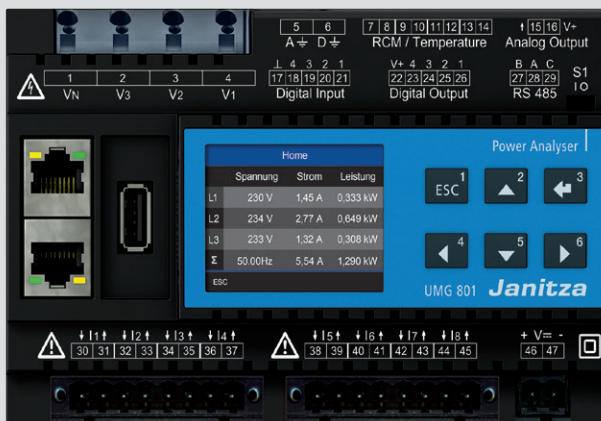 5 6
A ⏚ D ⏚
7 8 9 10 11 12 13 14
RCM / Temperature
↑ 15 16 V+
Analog Output
1 2 3 4
VN V3 V2 V1
⊥ 4 3 2 1
17 18 19 20 21
Digital Input
V+ 4 3 2 1
22 23 24 25 26
Digital Output
B A C
27 28 29
RS 485
S1
I O
Power Analyser
Home
Spannung Strom Leistung
L1 230 V 1,45 A 0,333 kW
L2 234 V 2,77 A 0,649 kW
L3 233 V 1,32 A 0,308 kW
Σ 50.00Hz 5,54 A 1,290 kW
ESC
ESC 1
2
3
4
5
6
UMG 801
Janitza
↓ I1 ↑ ↓ I2 ↑ ↓ I3 ↑ ↓ I4 ↑
30 31 32 33 34 35 36 37
↓ I5 ↑ ↓ I6 ↑ ↓ I7 ↑ ↓ I8 ↑
38 39 40 41 42 43 44 45
+ V⎓ -
46 47